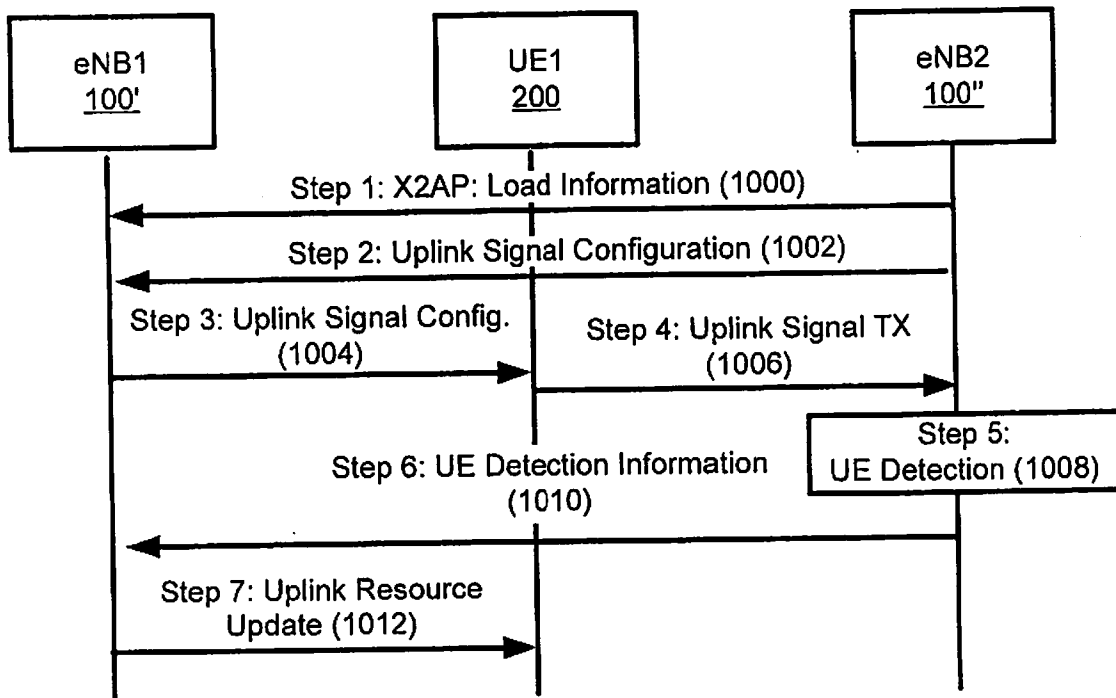 eNB1
100'
UE1
200
eNB2
100"
Step 1: X2AP: Load Information (1000)
Step 2: Uplink Signal Configuration (1002)
Step 3: Uplink Signal Config.
(1004)
Step 4: Uplink Signal TX
(1006)
Step 5:
UE Detection (1008)
Step 6: UE Detection Information
(1010)
Step 7: Uplink Resource
Update (1012)